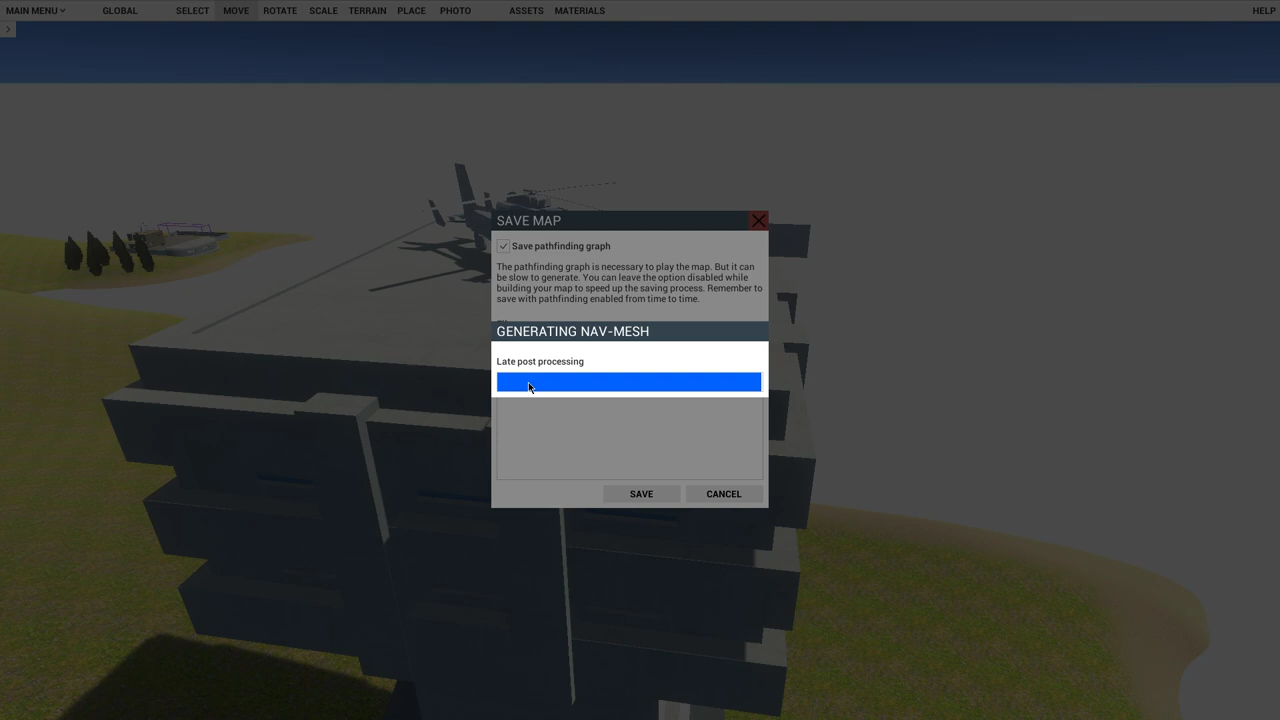 MAIN MENU GLOBAL SELECT MOVE ROTATE SCALE TERRAIN PLACE PHOTO ASSETS MATERIALS HELP
SAVE MAP
Save pathfinding graph
The pathfinding graph is necessary to play the map. But it can
be slow to generate. You can leave the option disabled while
building your map to speed up the saving process. Remember to
save with pathfinding enabled from time to time.
GENERATING NAV-MESH
Late post processing
SAVE CANCEL